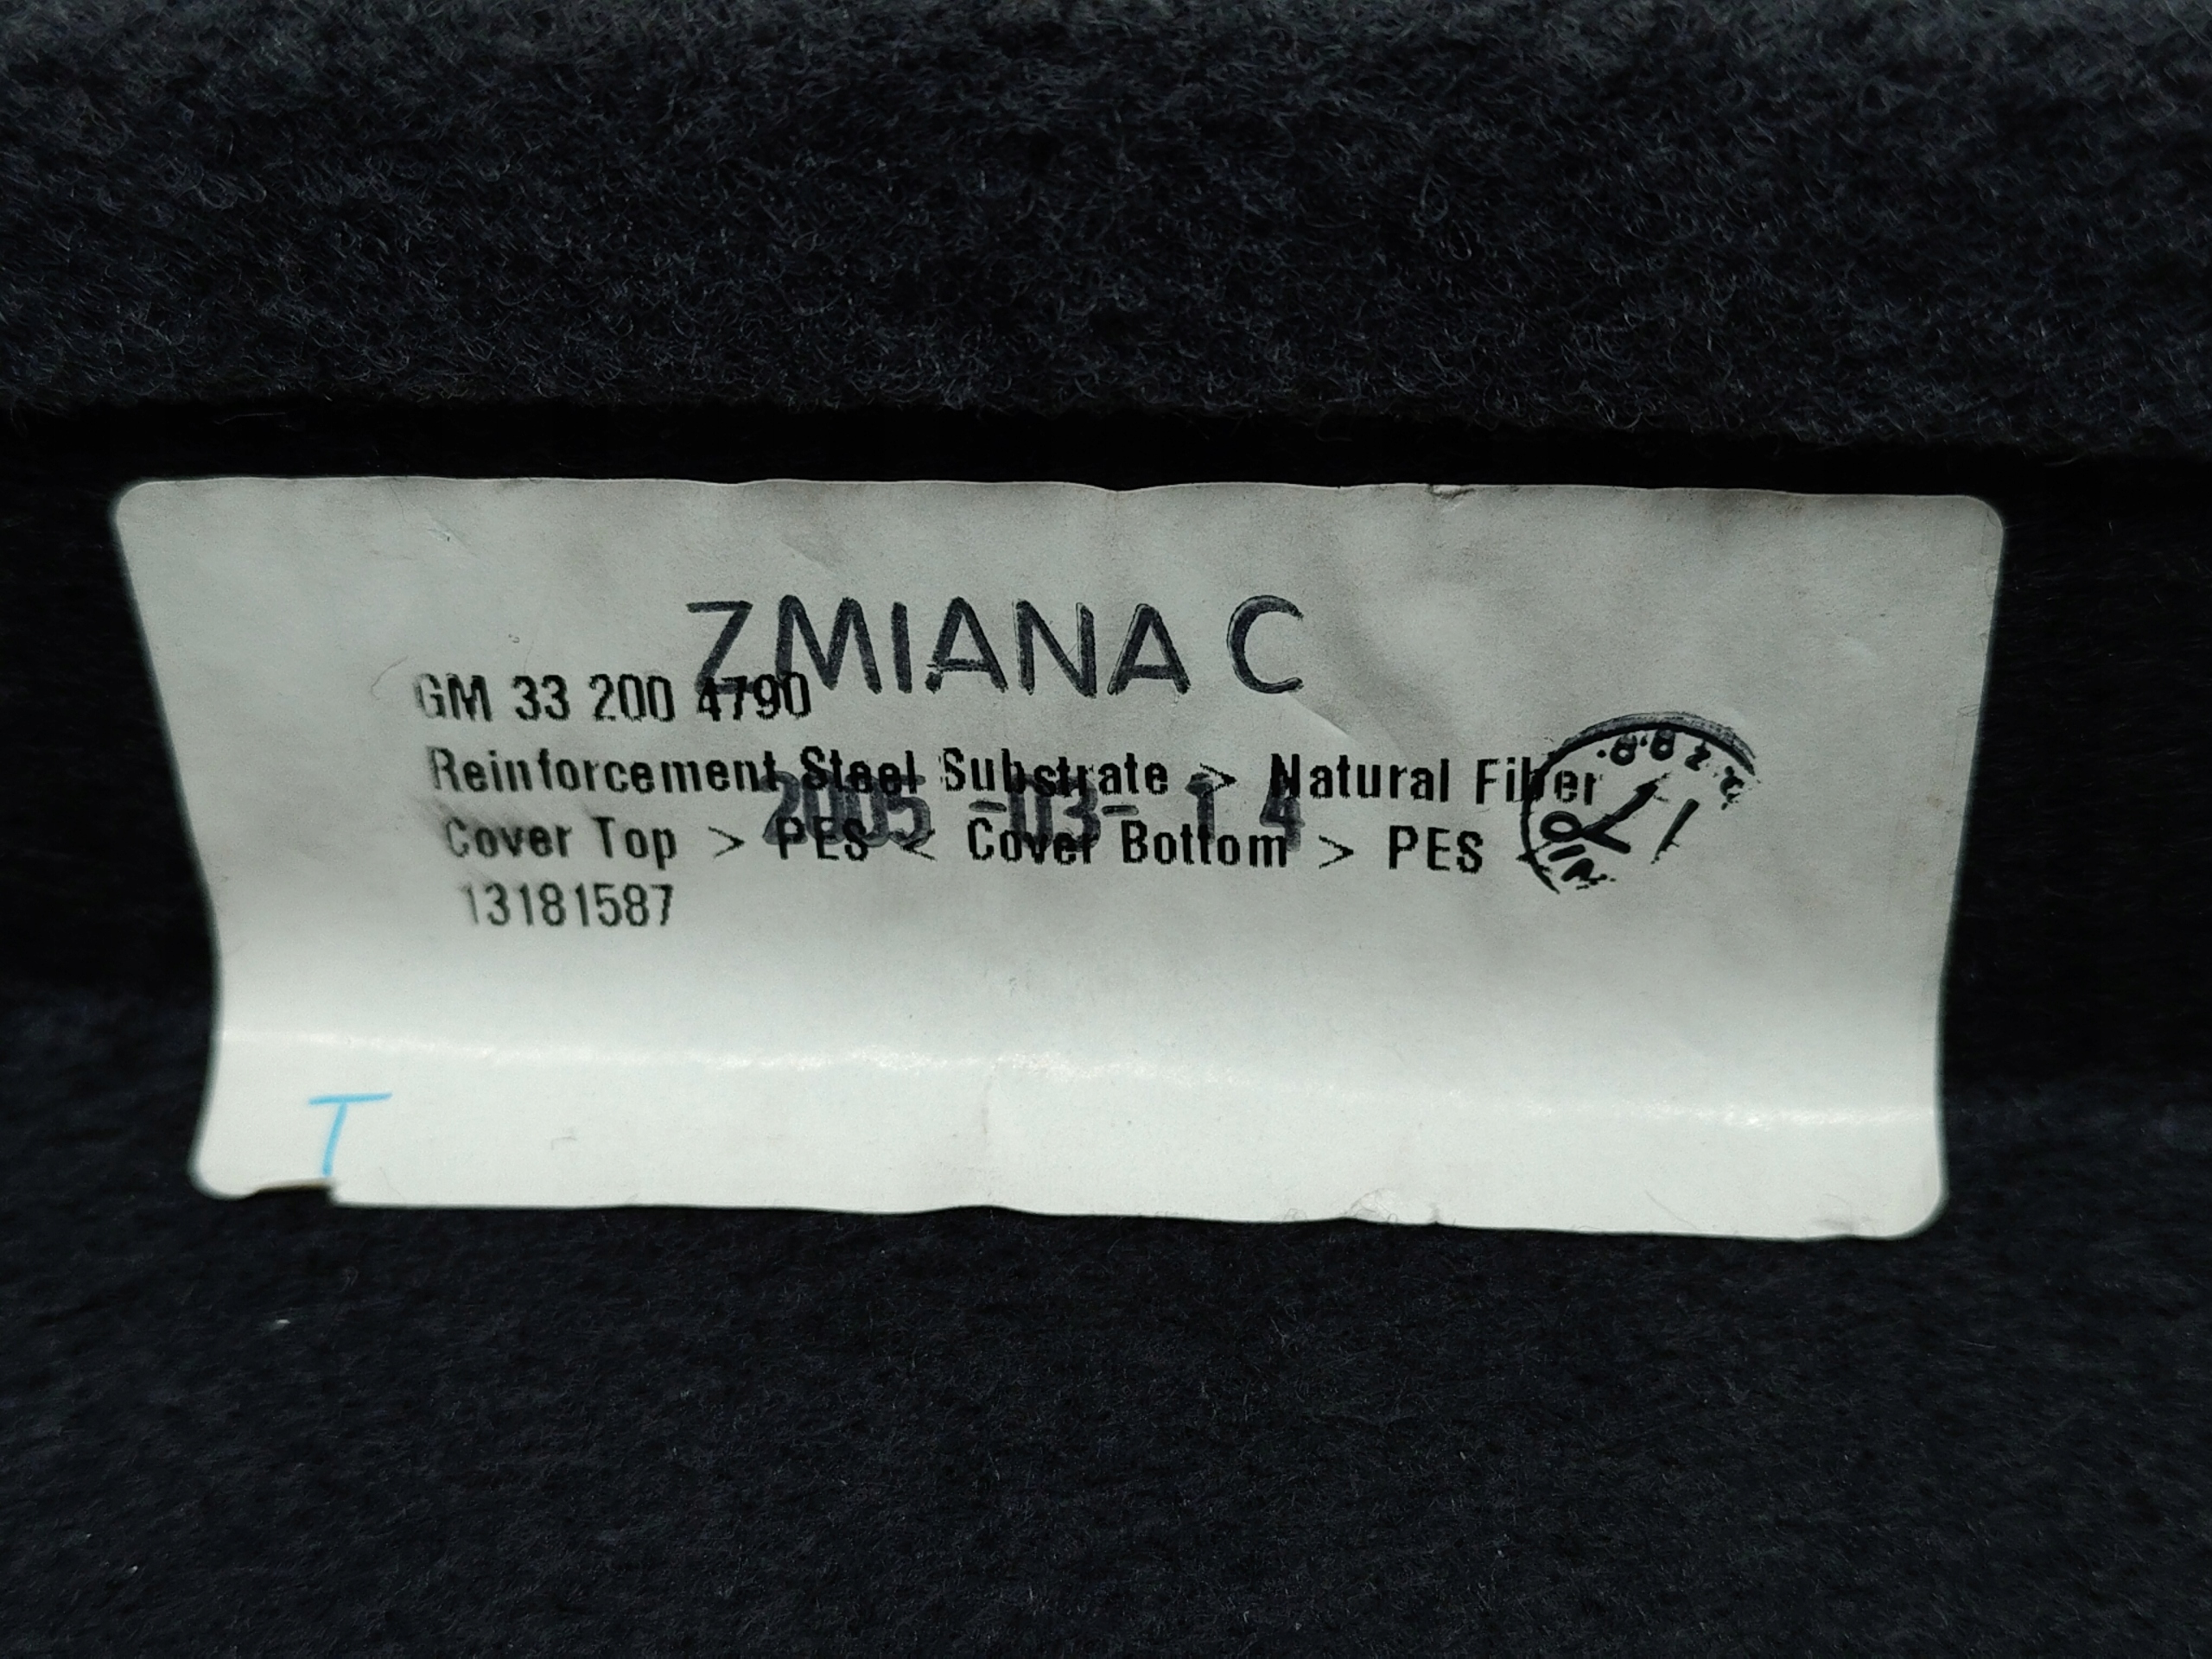 ZMIANA C
GM 33 200 4790
Reinforcement Steel Substrate > Natural Fiber
2005 -03- 14
Cover Top > PES < Cover Bottom > PES <
13181587
T